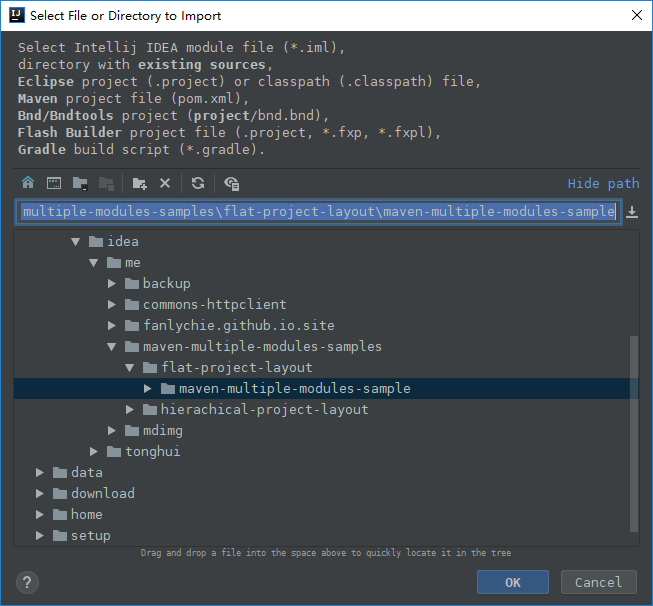 Select File or Directory to Import
Select Intellij IDEA module file (*.iml),
directory with existing sources,
Eclipse project (.project) or classpath (.classpath) file,
Maven project file (pom.xml),
Bnd/Bndtools project (project/bnd.bnd),
Flash Builder project file (.project, *.fxp, *.fxpl),
Gradle build script (*.gradle).
Hide path
multiple-modules-samples\flat-project-layout\maven-multiple-modules-sample
idea
me
backup
commons-httpclient
fanlychie.github.io.site
maven-multiple-modules-samples
flat-project-layout
maven-multiple-modules-sample
hierachical-project-layout
mdimg
tonghui
data
download
home
setup
Drag and drop a file into the space above to quickly locate it in the tree
?
OK
Cancel